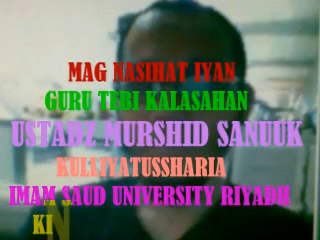 MAG NASIHAT IYAN
GURU TEBI KALASAHAN
USTADZ MURSHID SANUUK
KULLIYATUSSHARIA
IMAM SAUD UNIVERSITY RIYADH
KI
N